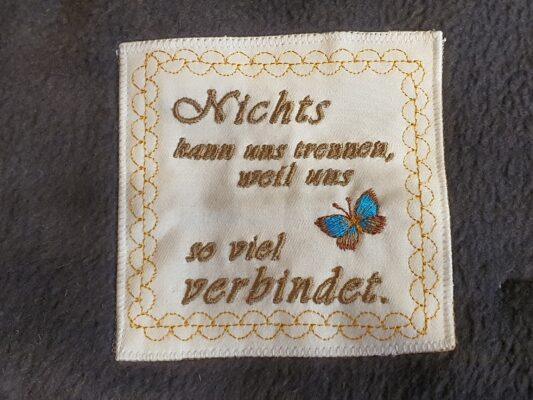 Nichts
kann uns trennen,
weil uns
so viel
verbindet.